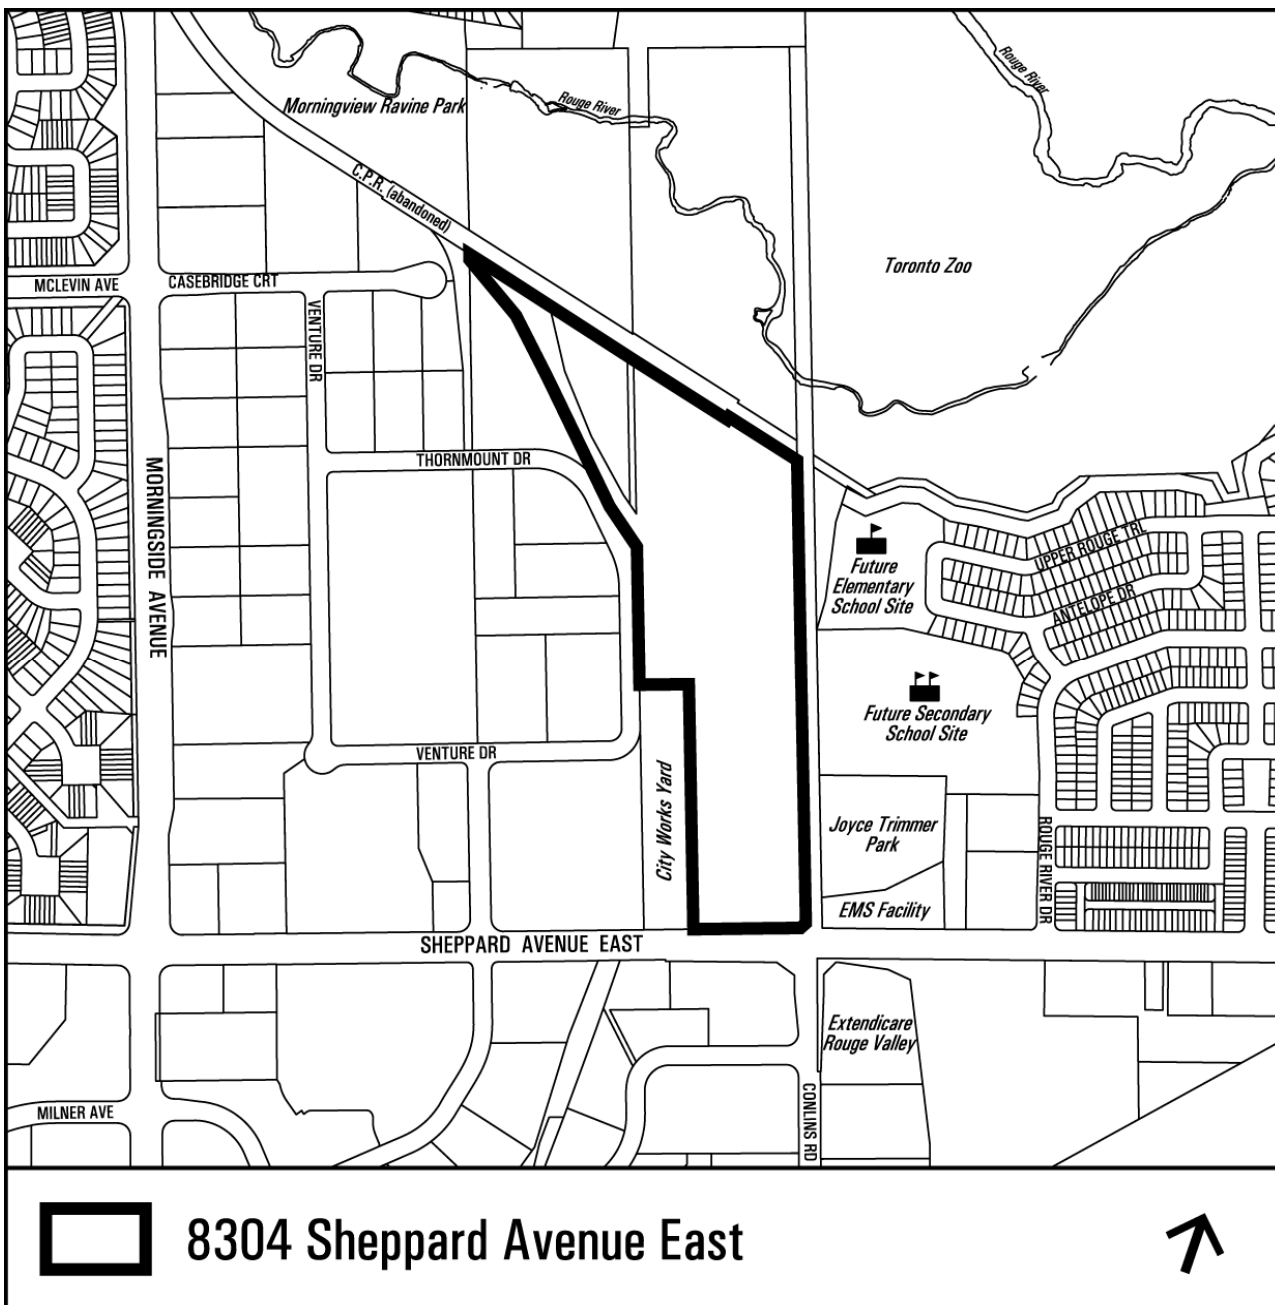 Rouge River
Morningview Ravine Park
Rouge River
C.P.R. (abandoned)
Toronto Zoo
MCLEVIN AVE
CASEBRIDGE CRT
VENTURE DR
THORNMOUNT DR
MORNINGSIDE AVENUE
UPPER ROUGE TRL
Future
Elementary
School Site
ANTELOPE DR
Future Secondary
School Site
VENTURE DR
City Works Yard
Joyce Trimmer
Park
ROUGE RIVER DR
EMS Facility
SHEPPARD AVENUE EAST
Extendicare
Rouge Valley
MILNER AVE
CONLINS RD
8304 Sheppard Avenue East